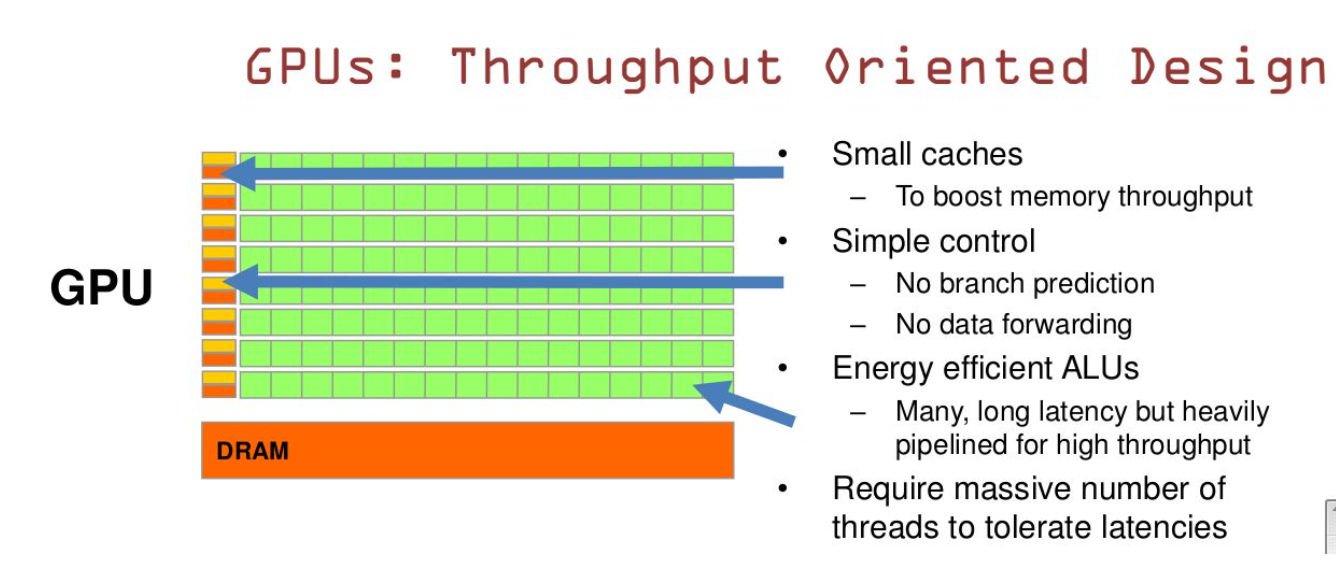 GPUs: Throughput Oriented Design
GPU
DRAM
• Small caches
– To boost memory throughput
• Simple control
– No branch prediction
– No data forwarding
• Energy efficient ALUs
– Many, long latency but heavily
pipelined for high throughput
• Require massive number of
threads to tolerate latencies